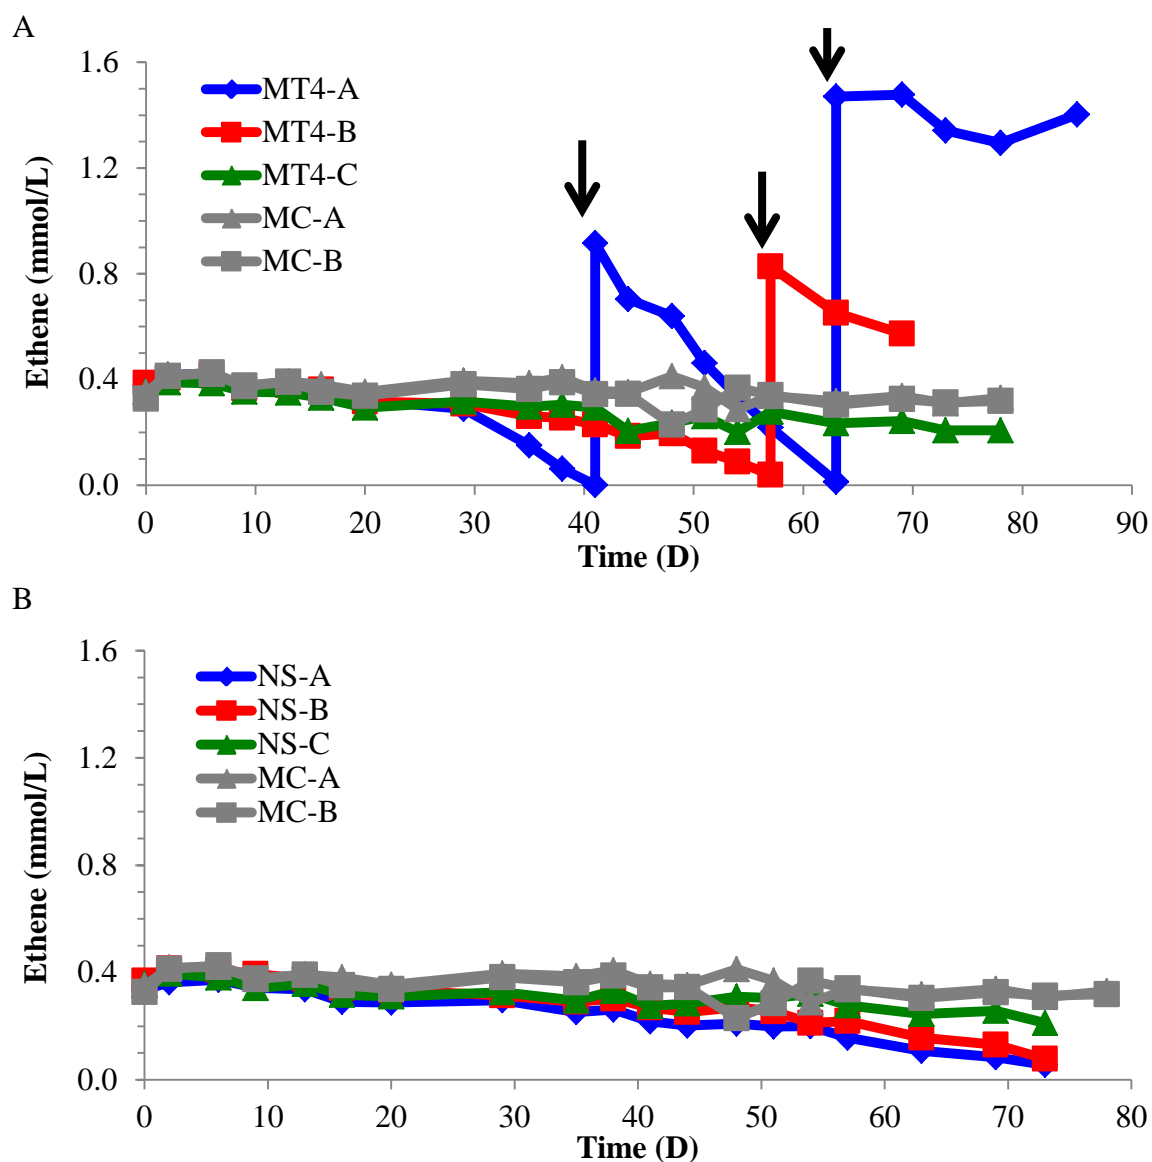 A
1.6
1.2
0.8
0.4
0.0
Ethene (mmol/L)
MT4-A
MT4-B
MT4-C
MC-A
MC-B
0 10 20 30 40 50 60 70 80 90
Time (D)
B
1.6
1.2
0.8
0.4
0.0
Ethene (mmol/L)
NS-A
NS-B
NS-C
MC-A
MC-B
0 10 20 30 40 50 60 70 80
Time (D)